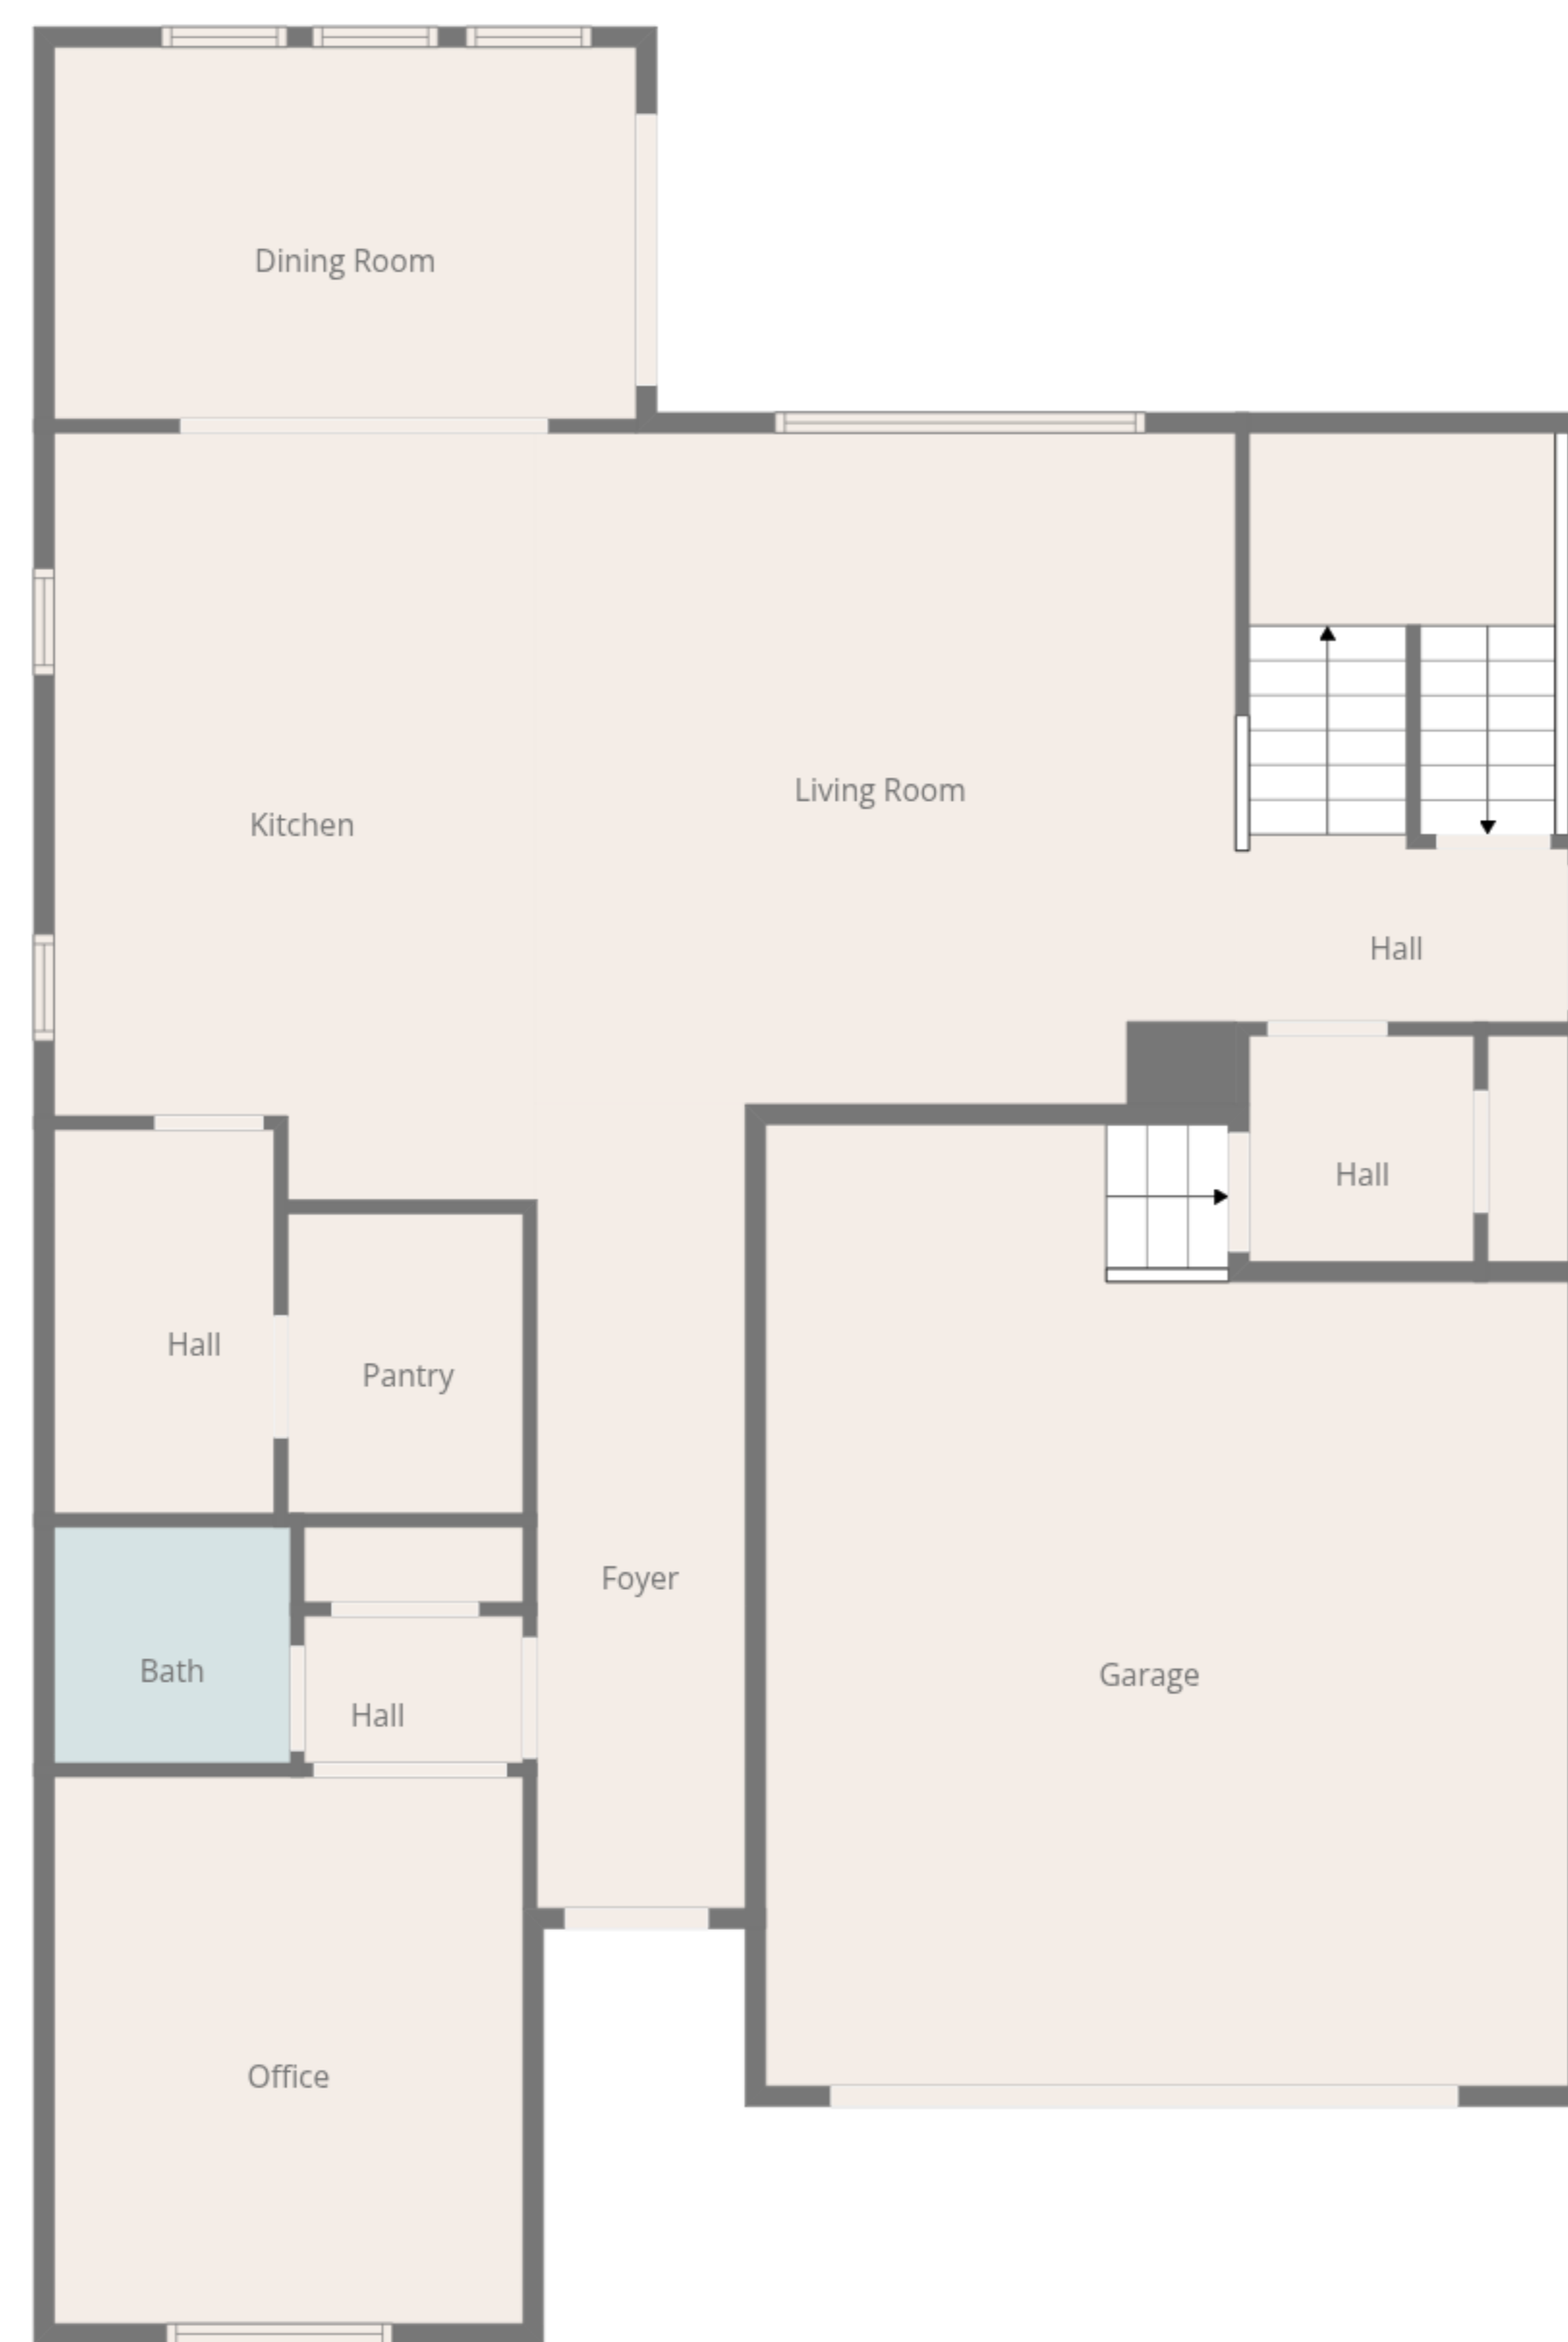 Dining Room
Living Room
Kitchen
Hall
Hall
Hall
Pantry
Foyer
Bath
Garage
Hall
Office